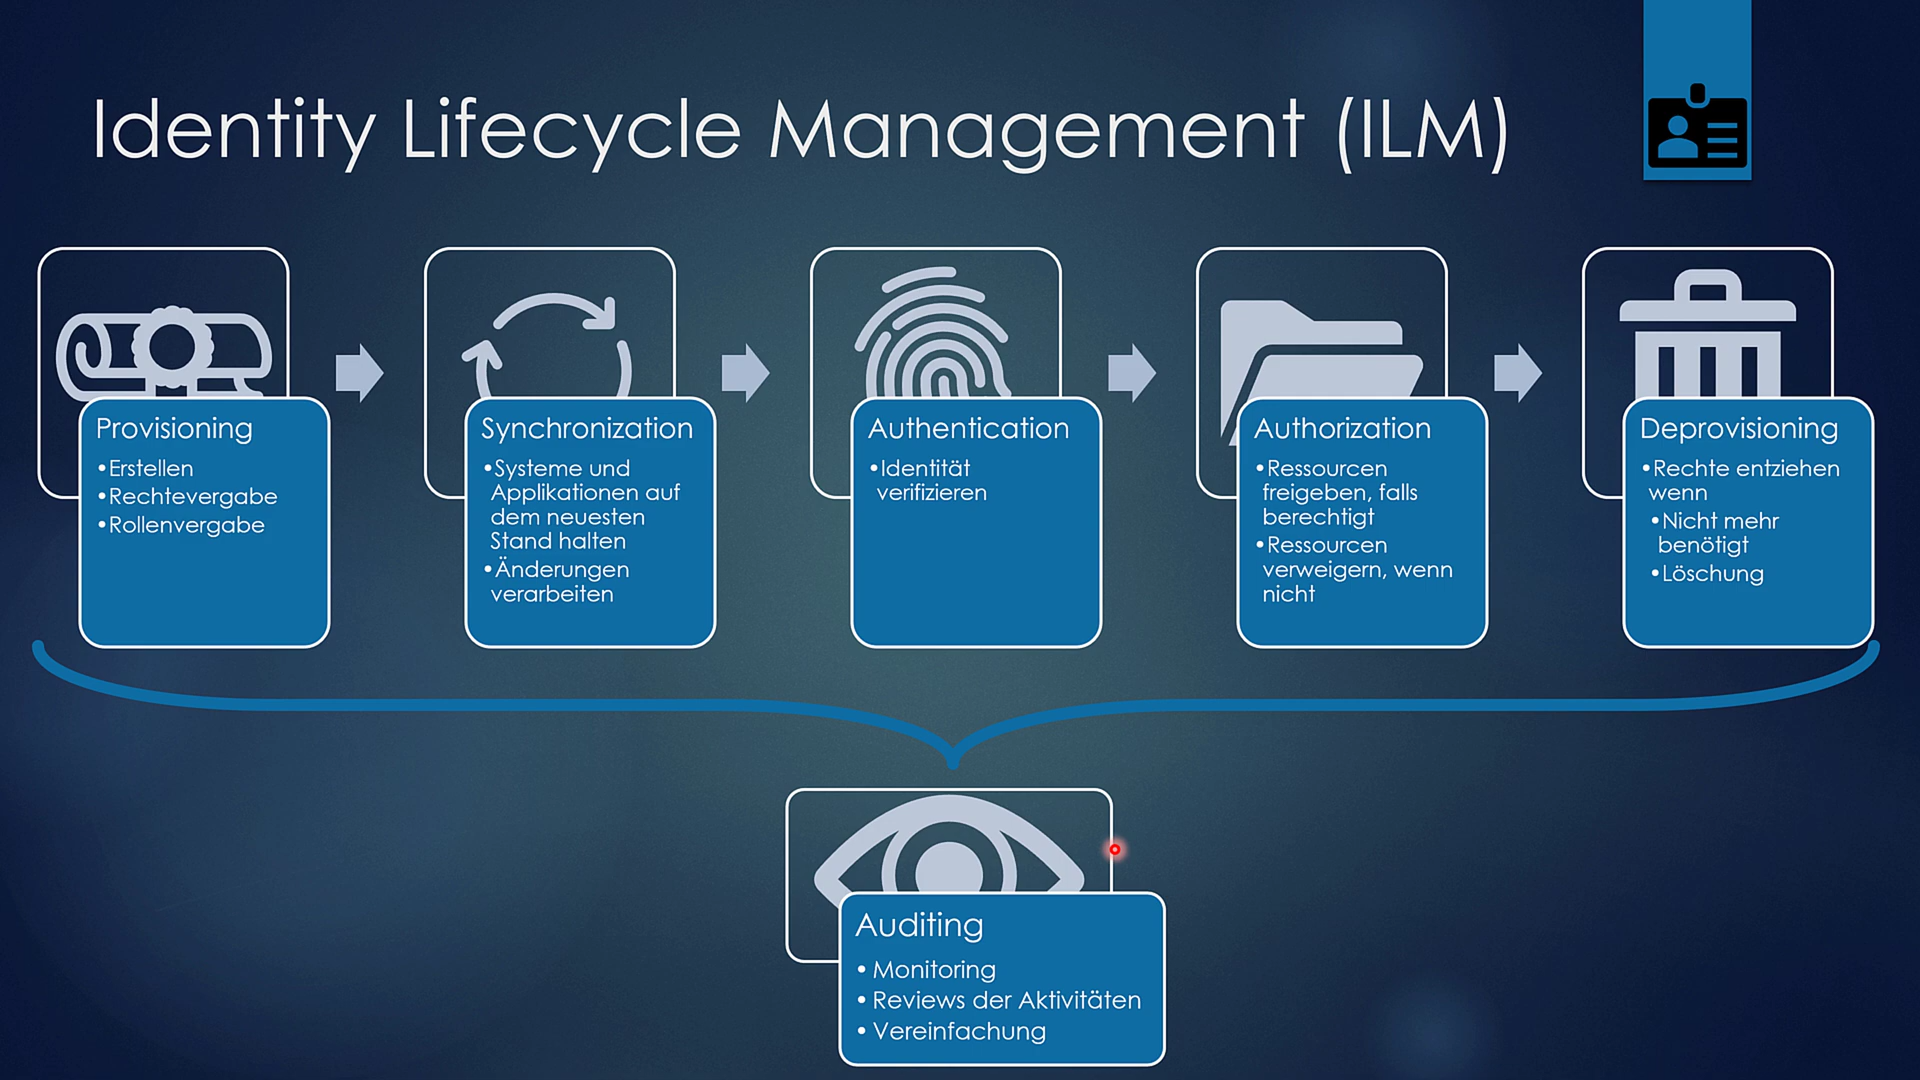 Identity Lifecycle Management (ILM)
Provisioning
•Erstellen
•Rechtevergabe
•Rollenvergabe
Synchronization
•Systeme und
Applikationen auf
dem neuesten
Stand halten
•Änderungen
verarbeiten
Authentication
•Identität
verifizieren
Authorization
•Ressourcen
freigeben, falls
berechtigt
•Ressourcen
verweigern, wenn
nicht
Deprovisioning
•Rechte entziehen
wenn
•Nicht mehr
benötigt
•Löschung
Auditing
• Monitoring
• Reviews der Aktivitäten
• Vereinfachung